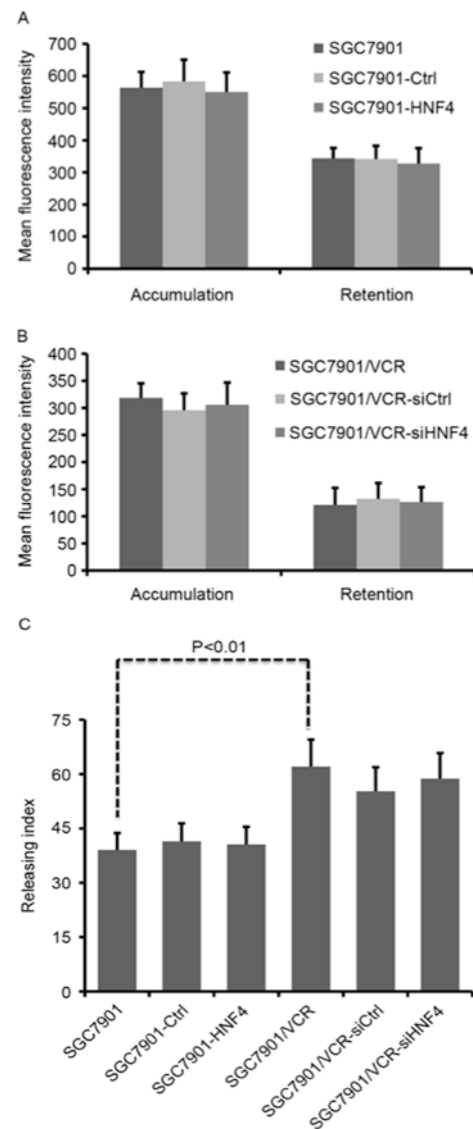 A
Mean fluorescence intensity
700
600
500
400
300
200
100
0
SGC7901
SGC7901-Ctrl
SGC7901-HNF4
Accumulation
Retention
B
Mean fluorescence intensity
400
350
300
250
200
150
100
50
0
SGC7901/VCR
SGC7901/VCR-siCtrl
SGC7901/VCR-siHNF4
Accumulation
Retention
C
P<0.01
Releasing index
75
60
45
30
15
0
SGC7901
SGC7901-Ctrl
SGC7901-HNF4
SGC7901/VCR
SGC7901/VCR-siCtrl
SGC7901/VCR-siHNF4